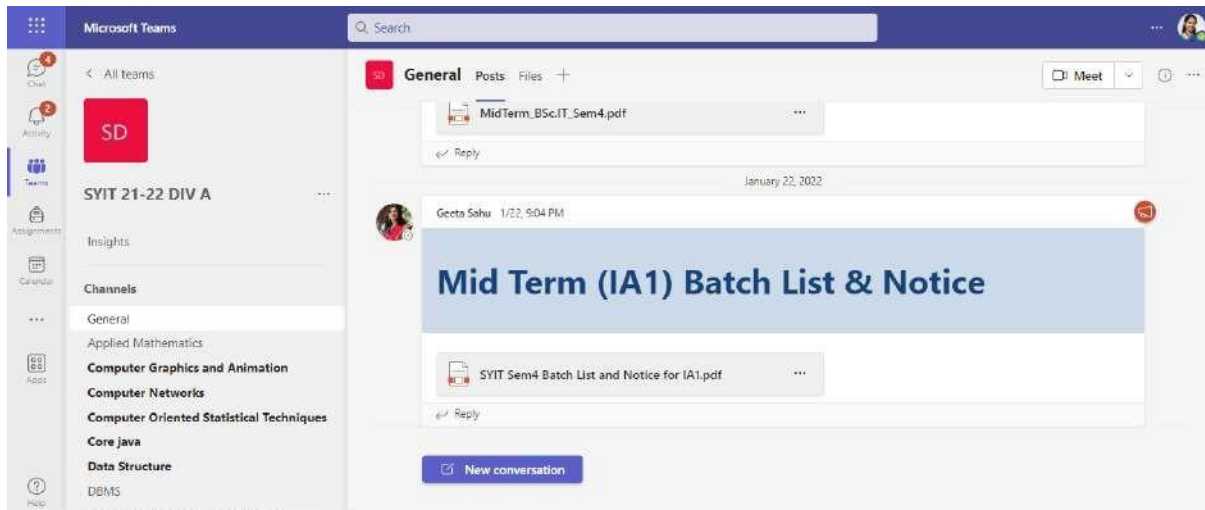 Microsoft Teams
Search
4
Chat
2
Activity
Teams
Assignments
Calendar
Apps
Help
All teams
SD
SYIT 21-22 DIV A
Insights
Channels
General
Applied Mathematics
Computer Graphics and Animation
Computer Networks
Computer Oriented Statistical Techniques
Core java
Data Structure
DBMS
SD General Posts Files
Meet
MidTerm_BSc.IT_Sem4.pdf
Reply
January 22, 2022
Geeta Sahu 1/22, 9:04 PM
Mid Term (IA1) Batch List & Notice
SYIT Sem4 Batch List and Notice for IA1.pdf
Reply
New conversation